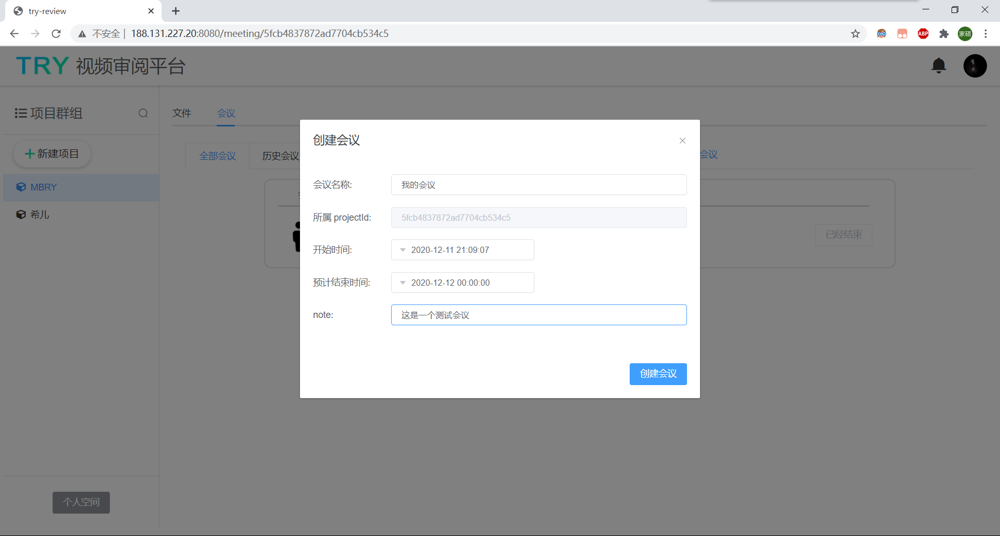 try-review
不安全 | 188.131.227.20:8080/meeting/5fcb4837872ad7704cb534c5
ABP
家硕
TRY 视频审阅平台
项目群组
文件 会议
新建项目
全部会议 历史会议
会议
MBRY
希儿
已经结束
创建会议
会议名称: 我的会议
所属 projectId: 5fcb4837872ad7704cb534c5
开始时间: 2020-12-11 21:09:07
预计结束时间: 2020-12-12 00:00:00
note: 这是一个测试会议
创建会议
个人空间